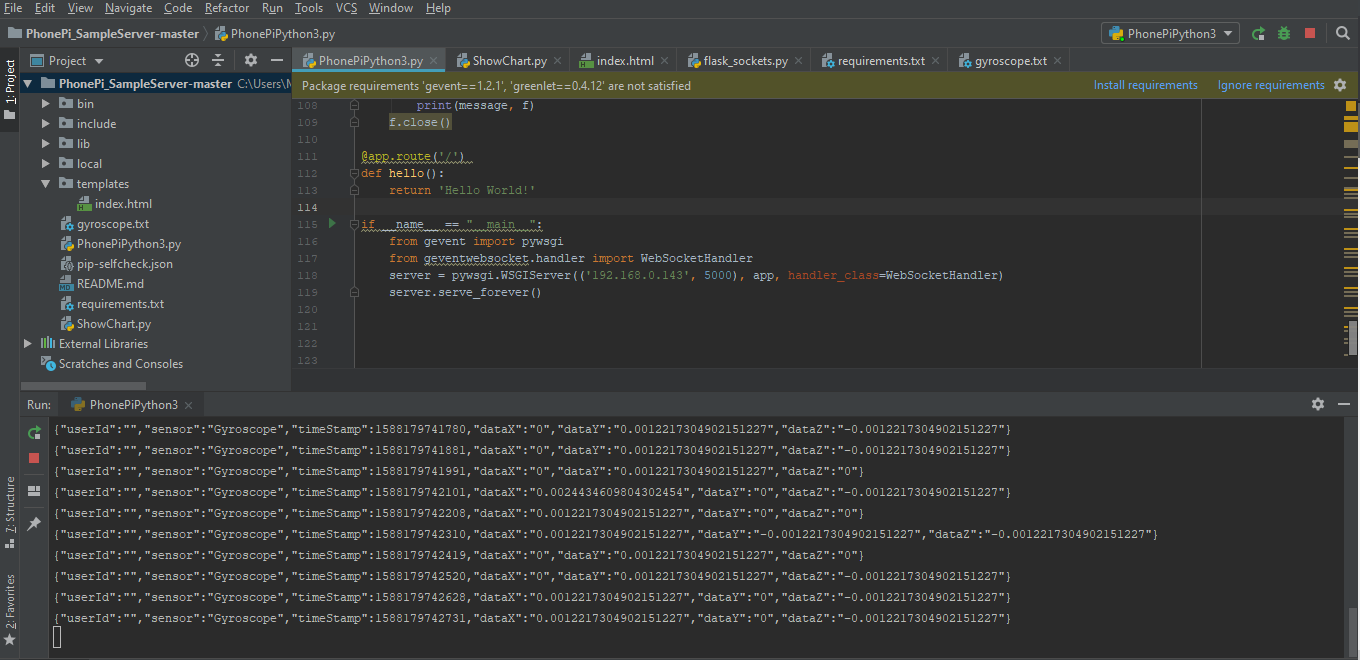 File Edit View Navigate Code Refactor Run Tools VCS Window Help
PhonePi_SampleServer-master PhonePiPython3.py PhonePiPython3
1: Project
Project
PhonePiPython3.py ShowChart.py index.html flask_sockets.py requirements.txt gyroscope.txt
PhonePi_SampleServer-master C:\Users\M
bin
include
lib
local
templates
index.html
gyroscope.txt
PhonePiPython3.py
pip-selfcheck.json
README.md
requirements.txt
ShowChart.py
External Libraries
Scratches and Consoles
Package requirements 'gevent==1.2.1', 'greenlet==0.4.12' are not satisfied Install requirements Ignore requirements
108 print(message, f)
109 f.close()
110
111 @app.route('/')
112 def hello():
113 return 'Hello World!'
114
115 if __name__ == "__main__":
116 from gevent import pywsgi
117 from geventwebsocket.handler import WebSocketHandler
118 server = pywsgi.WSGIServer(('192.168.0.143', 5000), app, handler_class=WebSocketHandler)
119 server.serve_forever()
120
121
122
123
Run: PhonePiPython3
{"userId":"","sensor":"Gyroscope","timeStamp":1588179741780,"dataX":"0","dataY":"0.0012217304902151227","dataZ":"-0.0012217304902151227"}
{"userId":"","sensor":"Gyroscope","timeStamp":1588179741881,"dataX":"0","dataY":"0.0012217304902151227","dataZ":"-0.0012217304902151227"}
{"userId":"","sensor":"Gyroscope","timeStamp":1588179741991,"dataX":"0","dataY":"0.0012217304902151227","dataZ":"0"}
{"userId":"","sensor":"Gyroscope","timeStamp":1588179742101,"dataX":"0.0024434609804302454","dataY":"0","dataZ":"-0.0012217304902151227"}
{"userId":"","sensor":"Gyroscope","timeStamp":1588179742208,"dataX":"0.0012217304902151227","dataY":"0","dataZ":"0"}
{"userId":"","sensor":"Gyroscope","timeStamp":1588179742310,"dataX":"0.0012217304902151227","dataY":"-0.0012217304902151227","dataZ":"-0.0012217304902151227"}
{"userId":"","sensor":"Gyroscope","timeStamp":1588179742419,"dataX":"0","dataY":"0.0012217304902151227","dataZ":"0"}
{"userId":"","sensor":"Gyroscope","timeStamp":1588179742520,"dataX":"0","dataY":"0.0012217304902151227","dataZ":"-0.0012217304902151227"}
{"userId":"","sensor":"Gyroscope","timeStamp":1588179742628,"dataX":"0.0012217304902151227","dataY":"0","dataZ":"-0.0012217304902151227"}
{"userId":"","sensor":"Gyroscope","timeStamp":1588179742731,"dataX":"0.0012217304902151227","dataY":"0","dataZ":"-0.0012217304902151227"}
7: Structure
2: Favorites